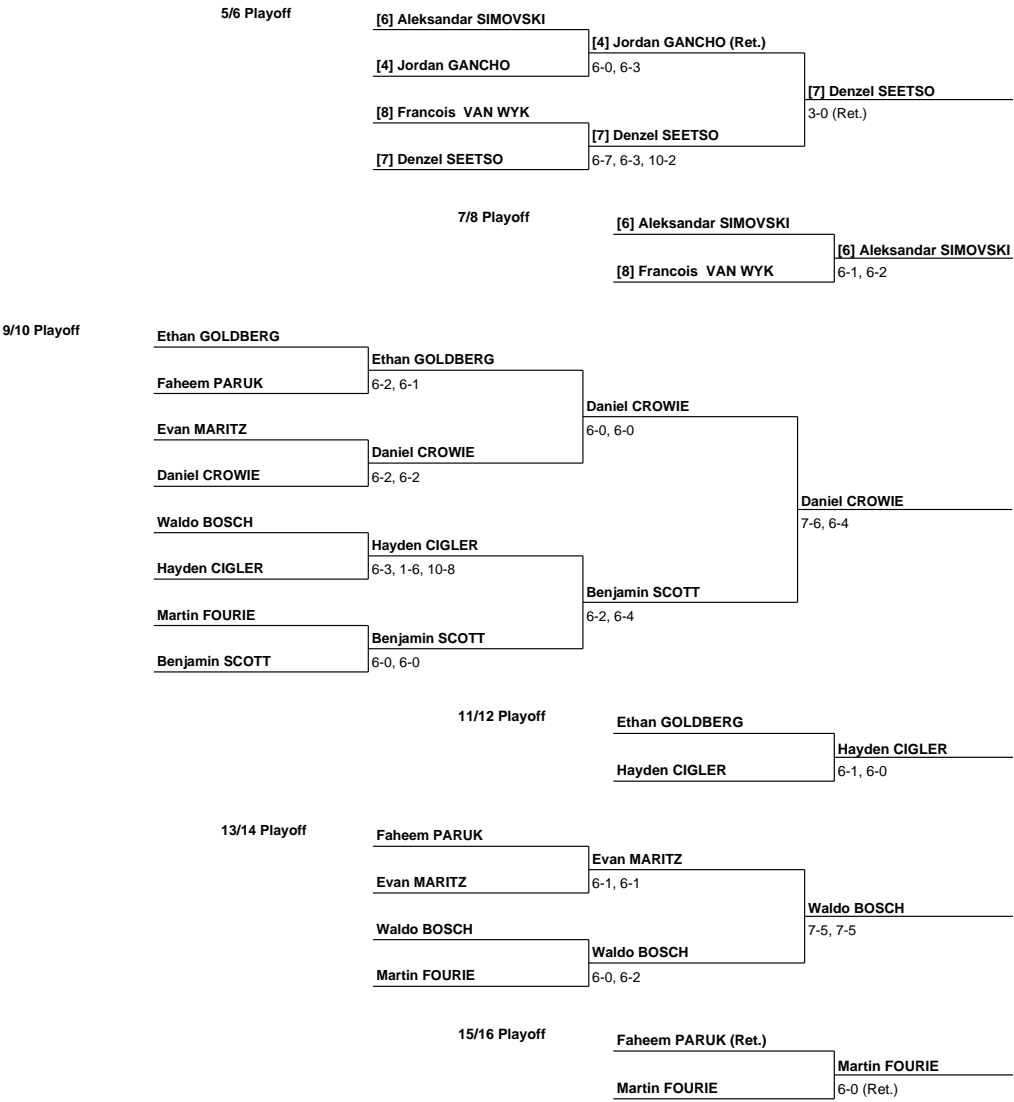 5/6 Playoff
[6] Aleksandar SIMOVSKI
[4] Jordan GANCHO (Ret.)
[4] Jordan GANCHO
6-0, 6-3
[7] Denzel SEETSO
[8] Francois  VAN WYK
3-0 (Ret.)
[7] Denzel SEETSO
[7] Denzel SEETSO
6-7, 6-3, 10-2
7/8 Playoff
[6] Aleksandar SIMOVSKI
[6] Aleksandar SIMOVSKI
[8] Francois  VAN WYK
6-1, 6-2
9/10 Playoff
Ethan GOLDBERG
Ethan GOLDBERG
Faheem PARUK
6-2, 6-1
Daniel CROWIE
Evan MARITZ
6-0, 6-0
Daniel CROWIE
Daniel CROWIE
6-2, 6-2
Daniel CROWIE
Waldo BOSCH
7-6, 6-4
Hayden CIGLER
Hayden CIGLER
6-3, 1-6, 10-8
Benjamin SCOTT
Martin FOURIE
6-2, 6-4
Benjamin SCOTT
Benjamin SCOTT
6-0, 6-0
11/12 Playoff
Ethan GOLDBERG
Hayden CIGLER
Hayden CIGLER
6-1, 6-0
13/14 Playoff
Faheem PARUK
Evan MARITZ
Evan MARITZ
6-1, 6-1
Waldo BOSCH
Waldo BOSCH
7-5, 7-5
Waldo BOSCH
Martin FOURIE
6-0, 6-2
15/16 Playoff
Faheem PARUK (Ret.)
Martin FOURIE
Martin FOURIE
6-0 (Ret.)